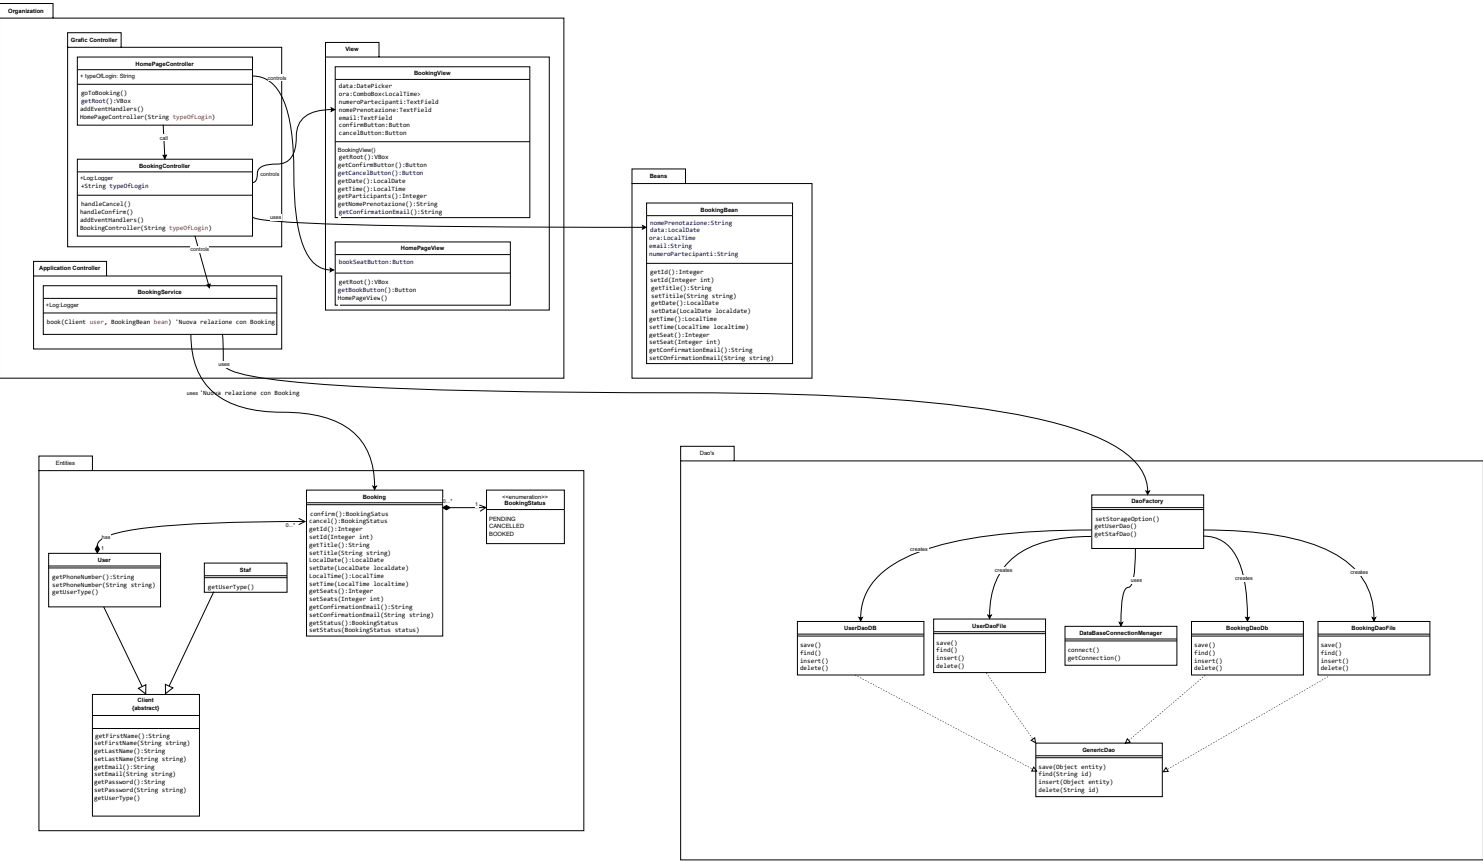 Organization
Grafic Controller
HomePageController
+ typeOfLogin: String
goToBooking()
getRoot():VBox
addEventHandlers()
HomePageController(String typeOfLogin)
controls
call
BookingController
+Log:Logger
+String typeOfLogin
handleCancel()
handleConfirm()
addEventHandlers()
BookingController(String typeOfLogin)
controls
uses
controls
Application Controller
BookingService
+Log:Logger
book(Client user, BookingBean bean) 'Nuova relazione con Booking
View
BookingView
data:DatePicker
ora:ComboBox<LocalTime>
numeroPartecipanti:TextField
nomePrenotazione:TextField
email:TextField
confirmButton:Button
cancelButton:Button
BookingView()
getRoot():VBox
getConfirmButton():Button
getCancelButton():Button
getDate():LocalDate
getTime():LocalTime
getParticipants():Integer
getNomePrenotazione():String
getConfirmationEmail():String
HomePageView
bookSeatButton:Button
getRoot():VBox
getBookButton():Button
HomePageView()
Beans
BookingBean
nomePrenotazione:String
data:LocalDate
ora:LocalTime
email:String
numeroPartecipanti:String
getId():Integer
setId(Integer int)
getTitile():String
setTitile(String string)
getDate():LocalDate
setData(LocalDate localdate)
getTime():LocalTime
setTime(LocalTime localtime)
getSeat():Integer
setSeat(Integer int)
getConfirmationEmail():String
setCOnfirmationEmail(String string)
uses
uses 'Nuova relazione con Booking
Entities
Booking
confirm():BookingSatus
cancel():BookingStatus
getId():Integer
setId(Integer int)
getTitle():String
setTitle(String string)
LocalDate():LocalDate
setDate(LocalDate localdate)
LocalTime():LocalTime
setTime(LocalTime localtime)
getSeats():Integer
setSeats(Integer int)
getConfirmationEmail():String
setConfirmationEmail(String string)
getStatus():BookingStatus
setStatus(BookingStatus status)
0...*
1
<<enumeration>>
BookingStatus
PENDING
CANCELLED
BOOKED
0...*
has
1
User
getPhoneNumber():String
setPhoneNumber(String string)
getUserType()
Staf
getUserType()
Client
{abstract}
getFirstName():String
setFirstName(String string)
getLastName():String
setLastName(String string)
getEmail():String
setEmail(String string)
getPassword():String
setPassword(String string)
getUserType()
Dao's
DaoFactory
setStorageOption()
getUserDao()
getStafDao()
creates
creates
uses
creates
creates
UserDaoDB
save()
find()
insert()
delete()
UserDaoFile
save()
find()
insert()
delete()
DataBaseConnectionMenager
connect()
getConnection()
BookingDaoDb
save()
find()
insert()
delete()
BookingDaoFile
save()
find()
insert()
delete()
GenericDao
save(Object entity)
find(String id)
insert(Object entity)
delete(String id)